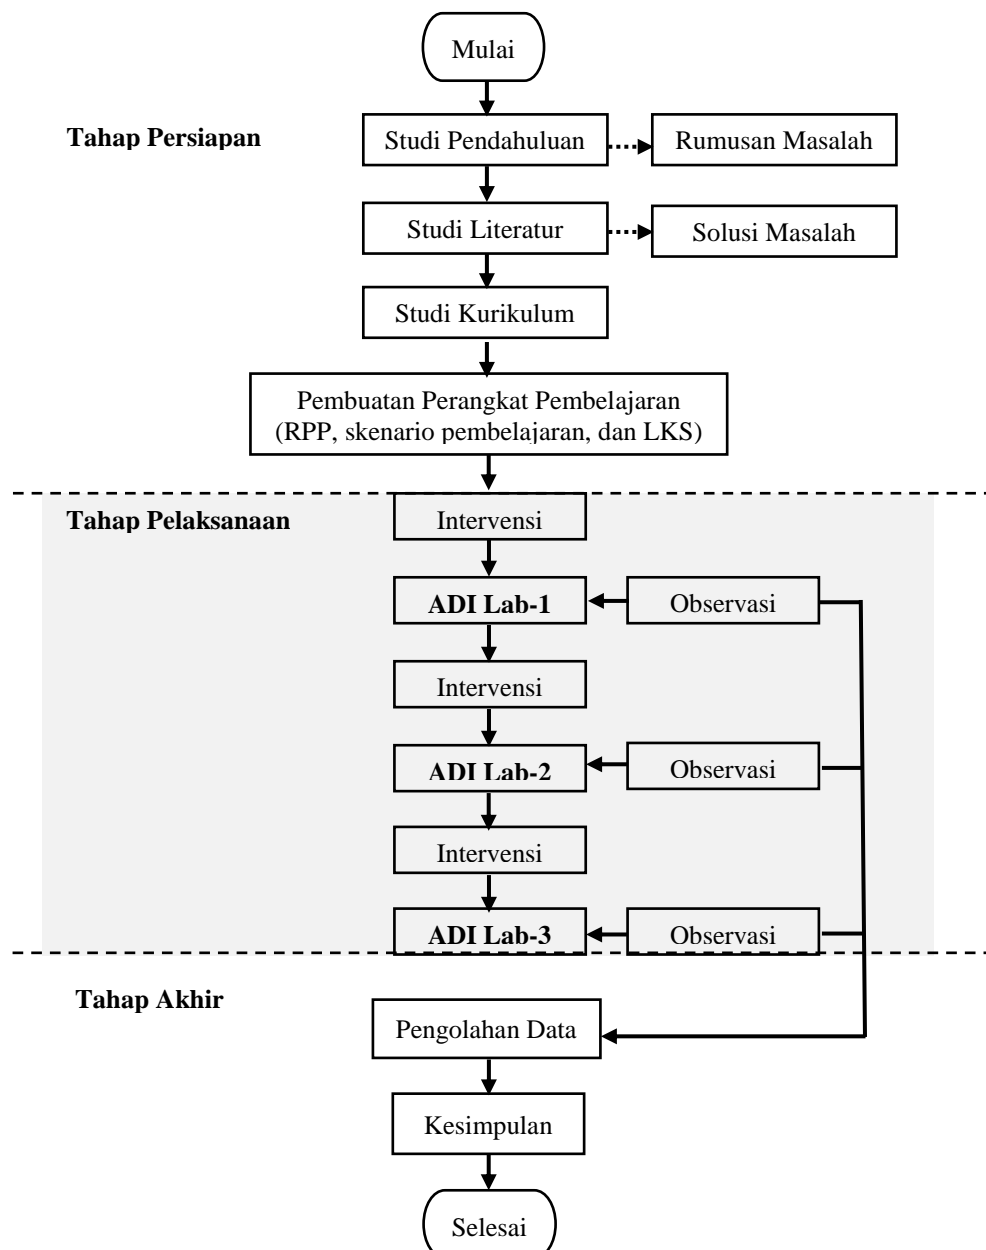 Mulai
Tahap Persiapan
Studi Pendahuluan
Rumusan Masalah
Studi Literatur
Solusi Masalah
Studi Kurikulum
Pembuatan Perangkat Pembelajaran
(RPP, skenario pembelajaran, dan LKS)
Tahap Pelaksanaan
Intervensi
ADI Lab-1
Observasi
Intervensi
ADI Lab-2
Observasi
Intervensi
ADI Lab-3
Observasi
Tahap Akhir
Pengolahan Data
Kesimpulan
Selesai